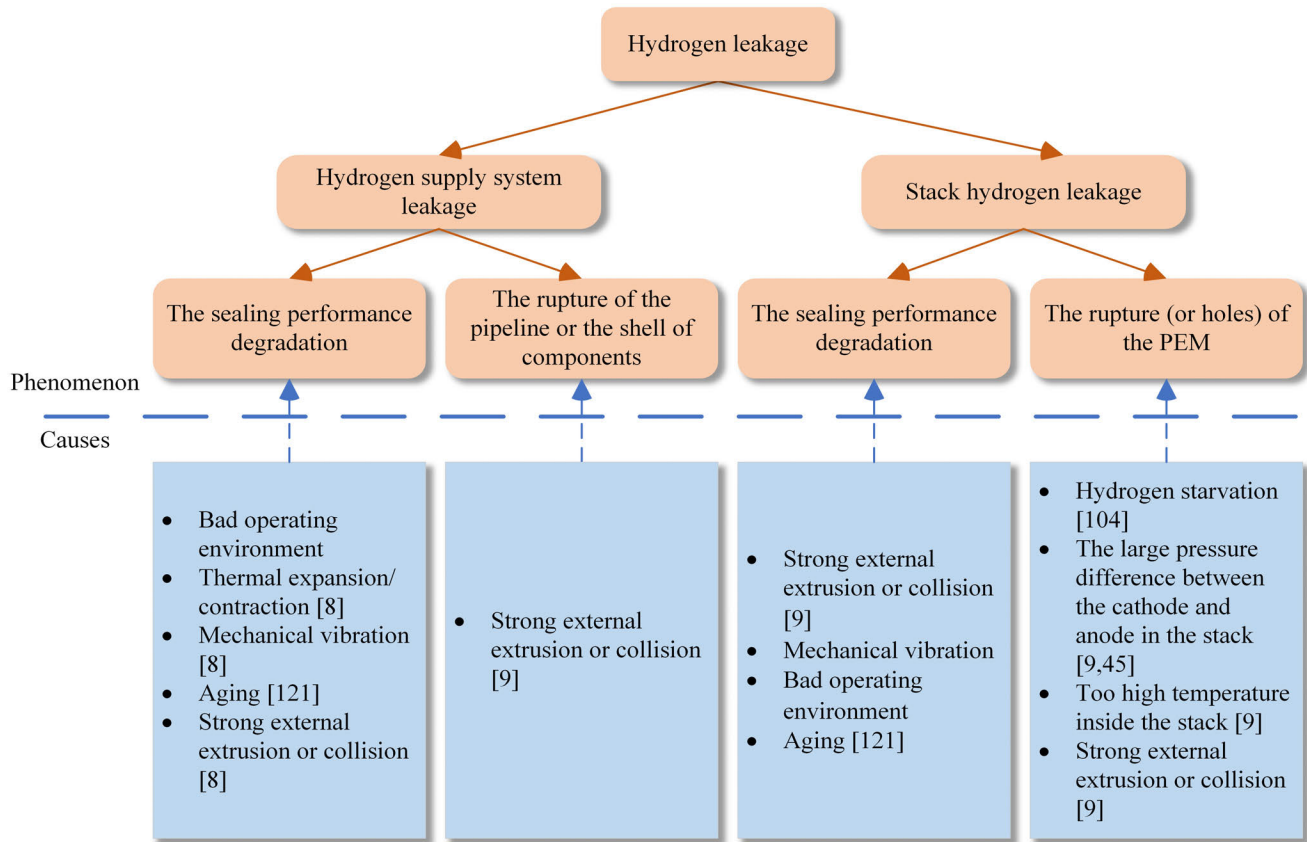 Hydrogen leakage
Hydrogen supply system
leakage
Stack hydrogen leakage
The sealing performance
degradation
The rupture of the
pipeline or the shell of
components
The sealing performance
degradation
The rupture (or holes) of
the PEM
Phenomenon
Causes
• Bad operating
environment
• Thermal expansion/
contraction [8]
• Mechanical vibration
[8]
• Aging [121]
• Strong external
extrusion or collision
[8]
• Strong external
extrusion or collision
[9]
• Strong external
extrusion or collision
[9]
• Mechanical vibration
• Bad operating
environment
• Aging [121]
• Hydrogen starvation
[104]
• The large pressure
difference between
the cathode and
anode in the stack
[9,45]
• Too high temperature
inside the stack [9]
• Strong external
extrusion or collision
[9]